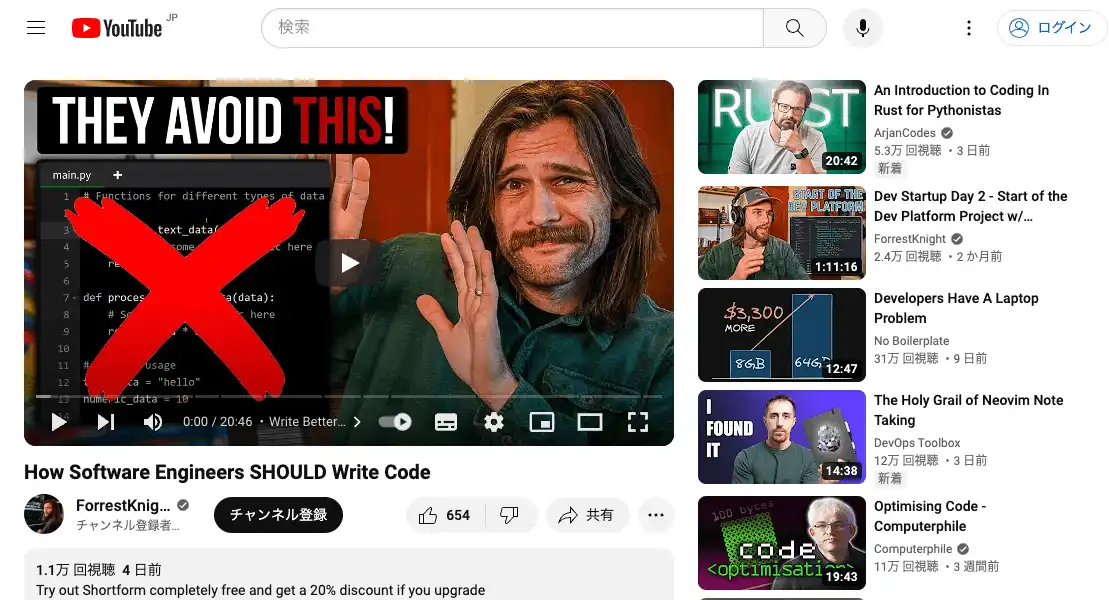 YouTube JP
検索
ログイン
THEY AVOID THIS!
main.py +
1 # Functions for different types of data
3 text_data(
4 here
5
6
7 def (data):
8 # here
9 *
10
11 # usage
12 = "hello"
13 numeric_data = 10
0:00 / 20:46 • Write Better... >
How Software Engineers SHOULD Write Code
ForrestKnig...
チャンネル登録者...
チャンネル登録
654
共有
1.1万 回視聴 4 日前
Try out Shortform completely free and get a 20% discount if you upgrade
RUST
20:42
An Introduction to Coding In
Rust for Pythonistas
ArjanCodes
5.3万 回視聴 • 3 日前
新着
START OF THE
DEV PLATFORM
1:11:16
Dev Startup Day 2 - Start of the
Dev Platform Project w/...
ForrestKnight
2.4万 回視聴 • 2 か月前
$3,300
MORE
8GB
64GB
12:47
Developers Have A Laptop
Problem
No Boilerplate
31万 回視聴 • 9 日前
I
FOUND
IT
14:38
The Holy Grail of Neovim Note
Taking
DevOps Toolbox
12万 回視聴 • 3 日前
新着
100 bytes
code
<optimisation>
19:43
Optimising Code -
Computerphile
Computerphile
11万 回視聴 • 3 週間前